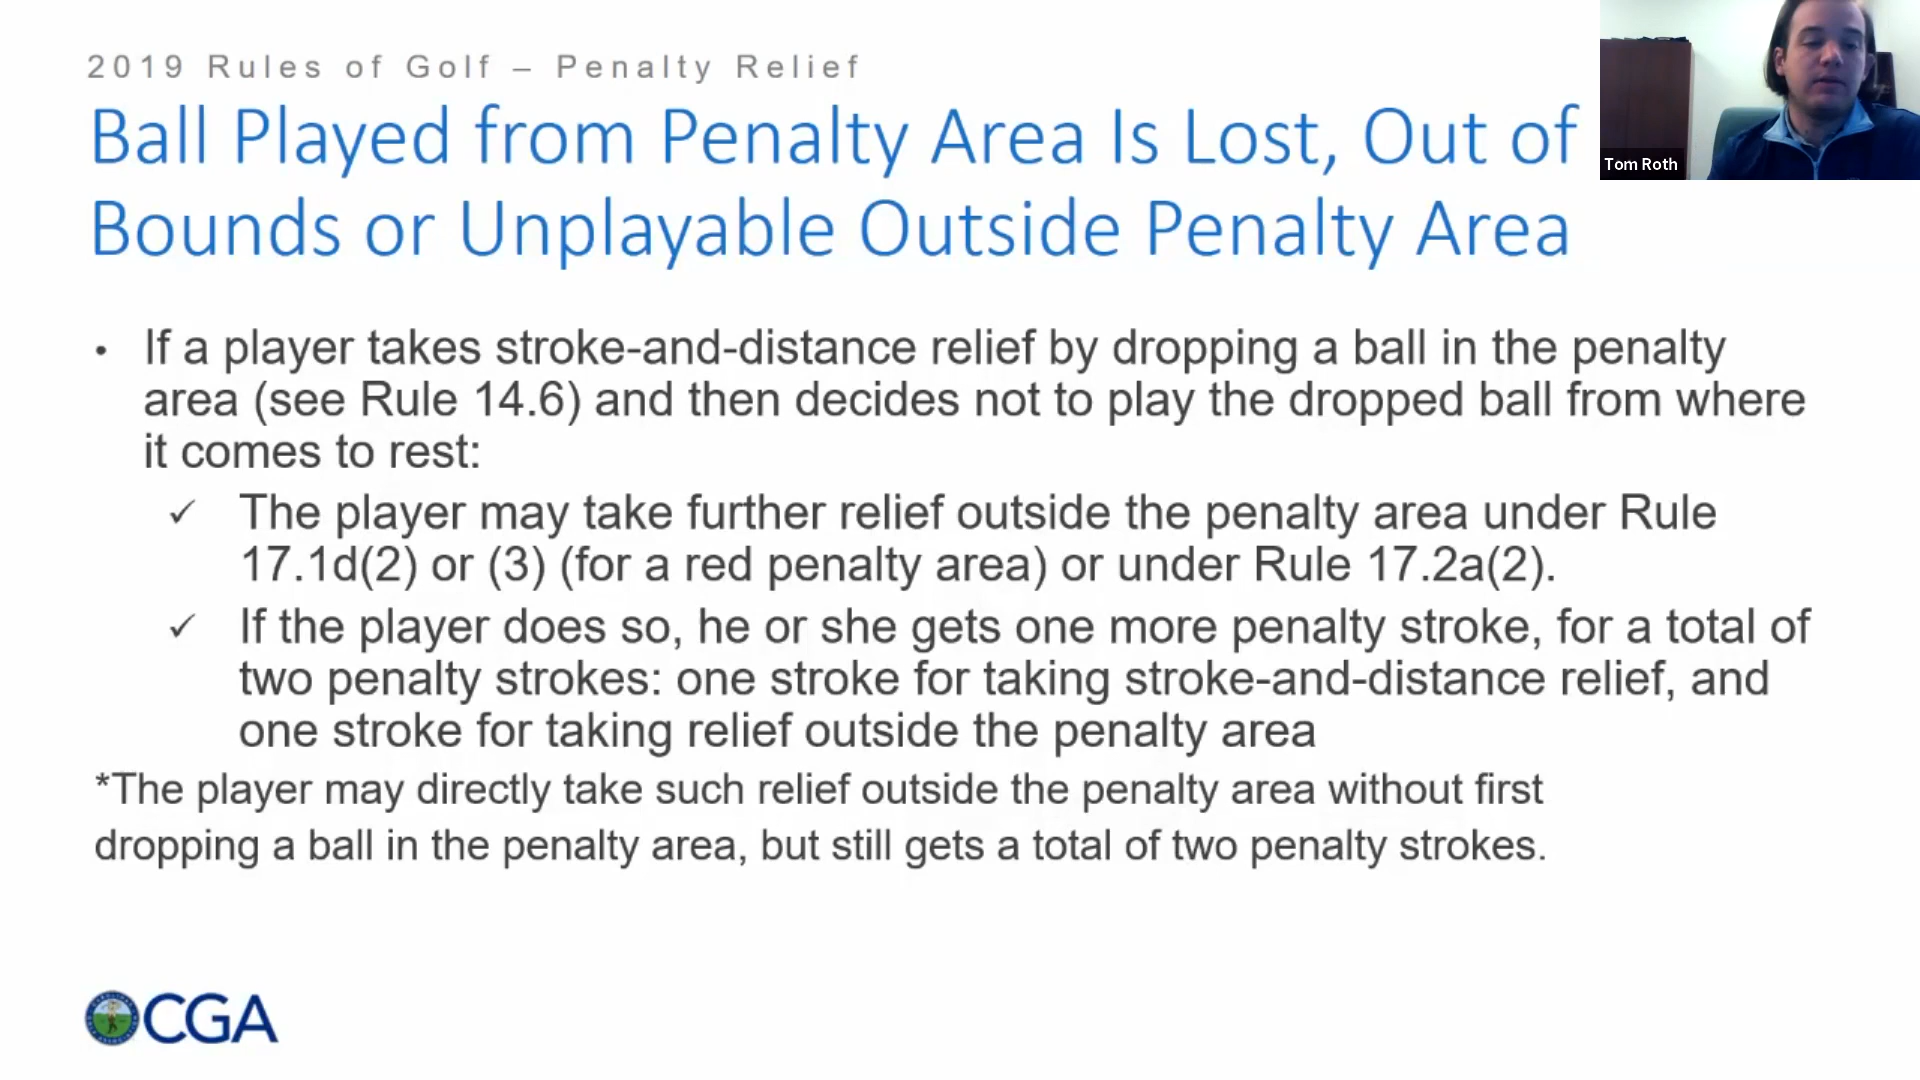 2019 Rules of Golf – Penalty Relief
Ball Played from Penalty Area Is Lost, Out of
Bounds or Unplayable Outside Penalty Area
Tom Roth
• If a player takes stroke-and-distance relief by dropping a ball in the penalty
area (see Rule 14.6) and then decides not to play the dropped ball from where
it comes to rest:
✓ The player may take further relief outside the penalty area under Rule
17.1d(2) or (3) (for a red penalty area) or under Rule 17.2a(2).
✓ If the player does so, he or she gets one more penalty stroke, for a total of
two penalty strokes: one stroke for taking stroke-and-distance relief, and
one stroke for taking relief outside the penalty area
*The player may directly take such relief outside the penalty area without first
dropping a ball in the penalty area, but still gets a total of two penalty strokes.
CGA